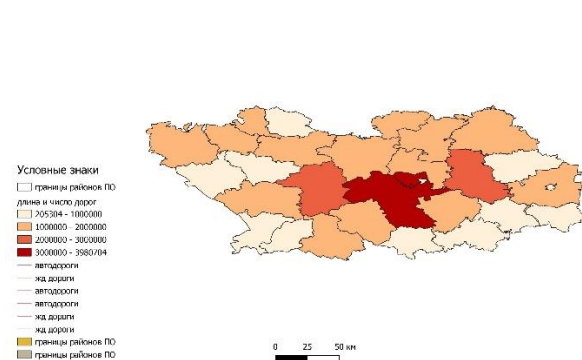 Условные знаки
границы районов ПО
длина и число дорог
205304 - 1000000
1000000 - 2000000
2000000 - 3000000
3000000 - 3980704
автодороги
жд дороги
автодороги
автодороги
жд дороги
жд дороги
границы районов ПО
границы районов ПО
0 25 50 км